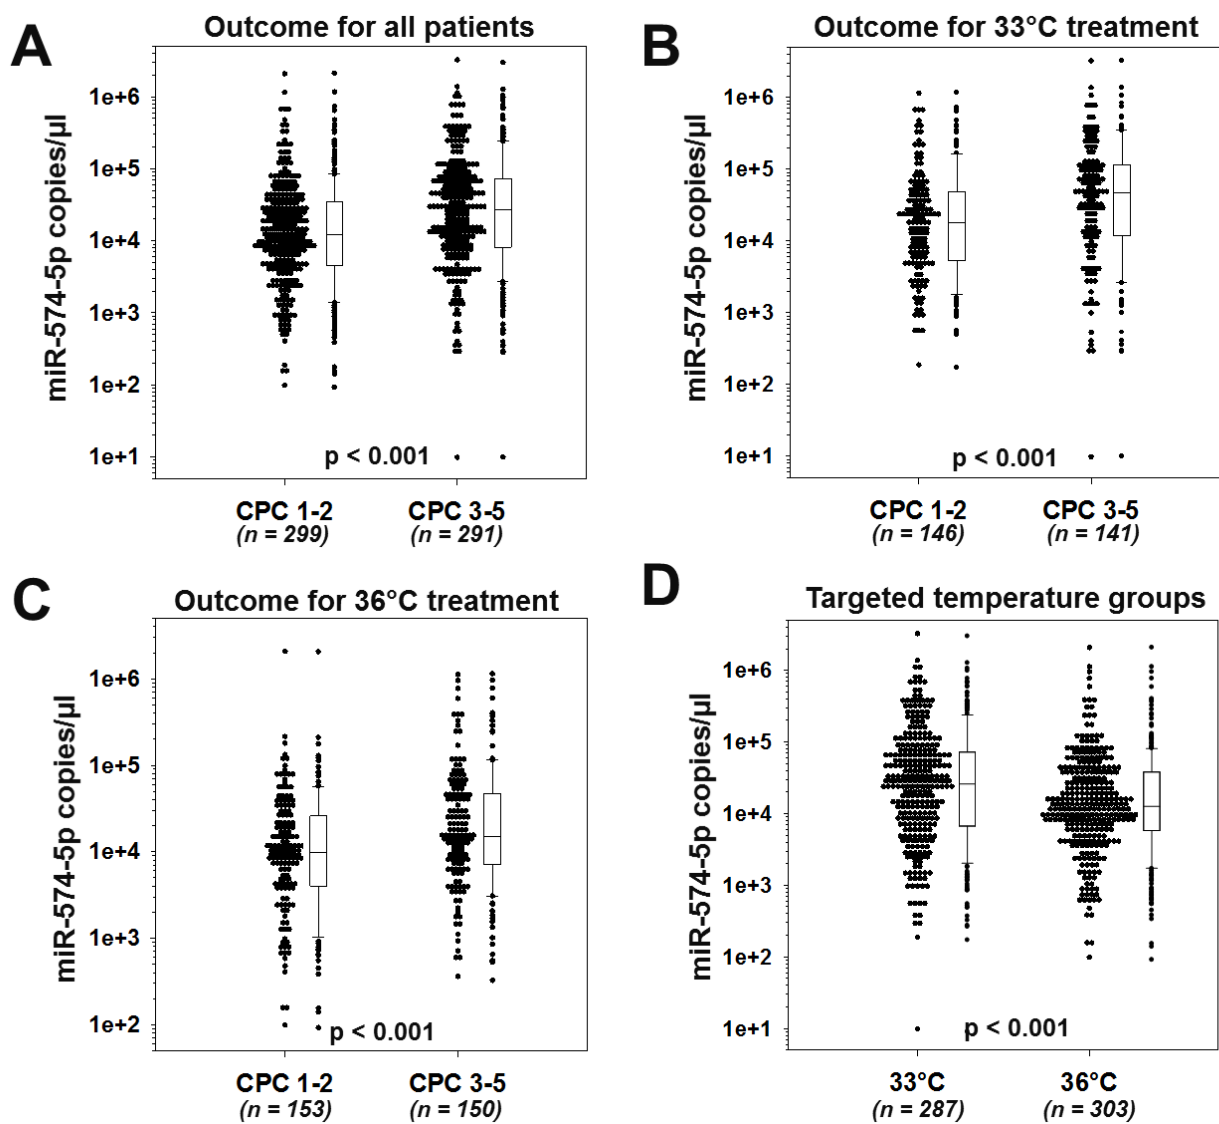 A
Outcome for all patients
miR-574-5p copies/µl
1e+6
1e+5
1e+4
1e+3
1e+2
1e+1
p < 0.001
CPC 1-2
(n = 299)
CPC 3-5
(n = 291)
B
Outcome for 33°C treatment
miR-574-5p copies/µl
1e+6
1e+5
1e+4
1e+3
1e+2
1e+1
p < 0.001
CPC 1-2
(n = 146)
CPC 3-5
(n = 141)
C
Outcome for 36°C treatment
miR-574-5p copies/µl
1e+6
1e+5
1e+4
1e+3
1e+2
p < 0.001
CPC 1-2
(n = 153)
CPC 3-5
(n = 150)
D
Targeted temperature groups
miR-574-5p copies/µl
1e+6
1e+5
1e+4
1e+3
1e+2
1e+1
p < 0.001
33°C
(n = 287)
36°C
(n = 303)